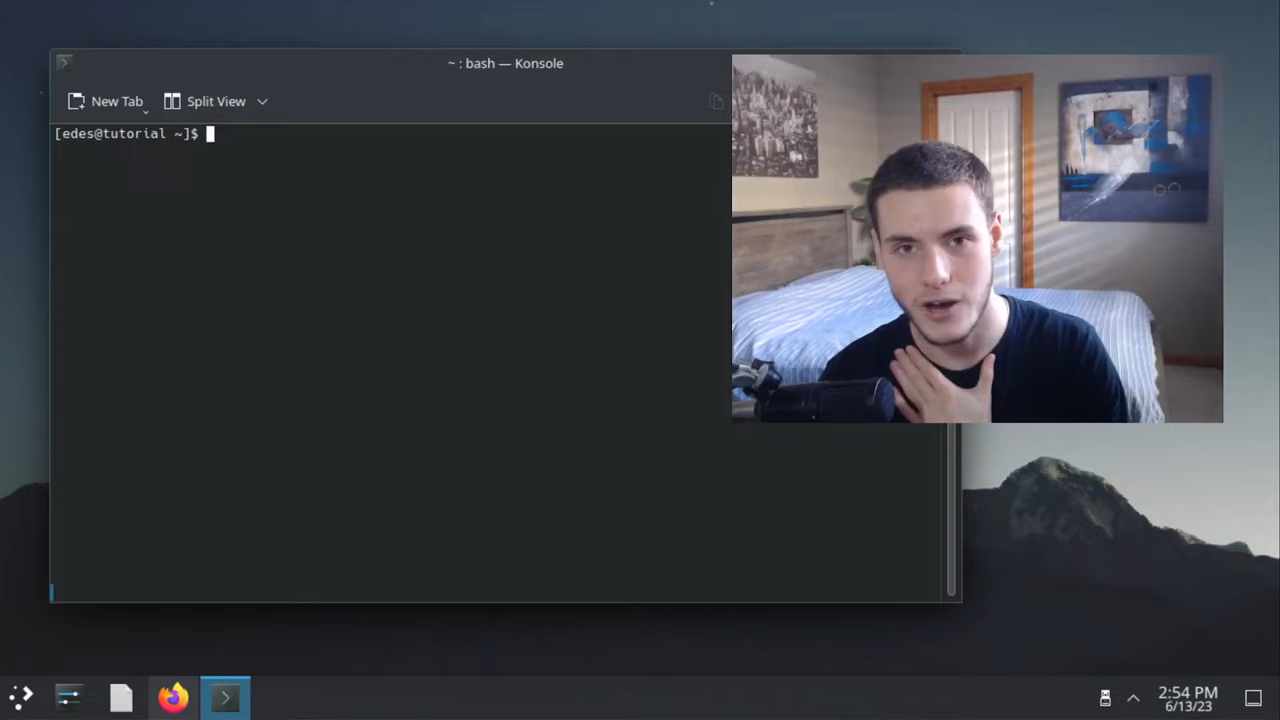 ~ : bash — Konsole
New Tab
Split View
[edes@tutorial ~]$
2:54 PM
6/13/23